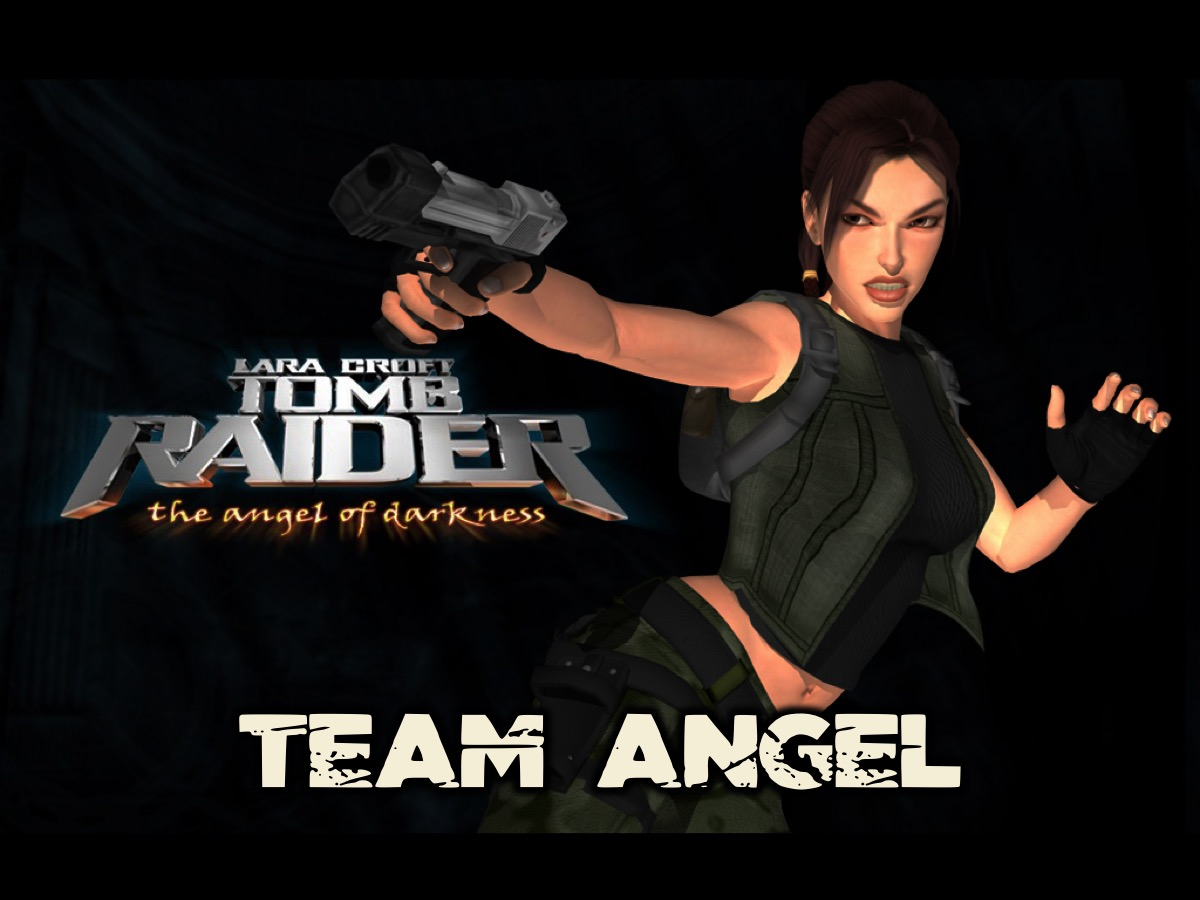 LARA CROFT
TOMB
RAIDER
the angel of darkness
TEAM ANGEL